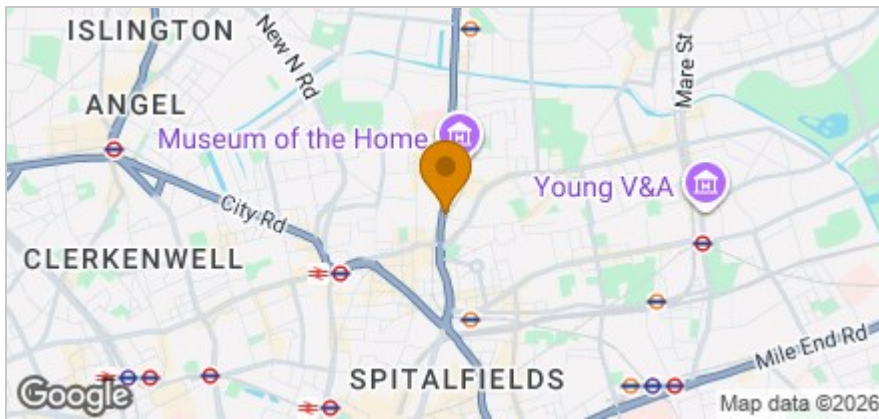 ISLINGTON
New N Rd
Mare St
ANGEL
Museum of the Home
Young V&A
City Rd
CLERKENWELL
Mile End Rd
SPITALFIELDS
Google
Map data ©2026